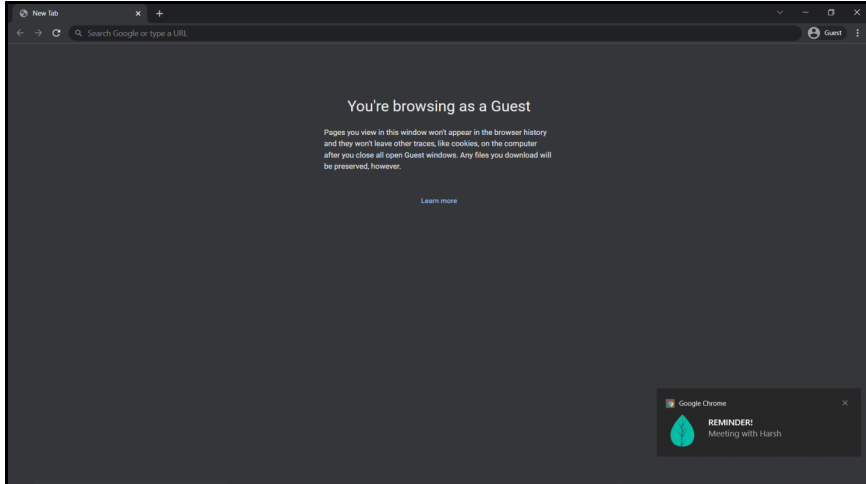 New Tab
Search Google or type a URL
Guest
You're browsing as a Guest
Pages you view in this window won't appear in the browser history
and they won't leave other traces, like cookies, on the computer
after you close all open Guest windows. Any files you download will
be preserved, however.
Learn more
Google Chrome
REMINDER!
Meeting with Harsh